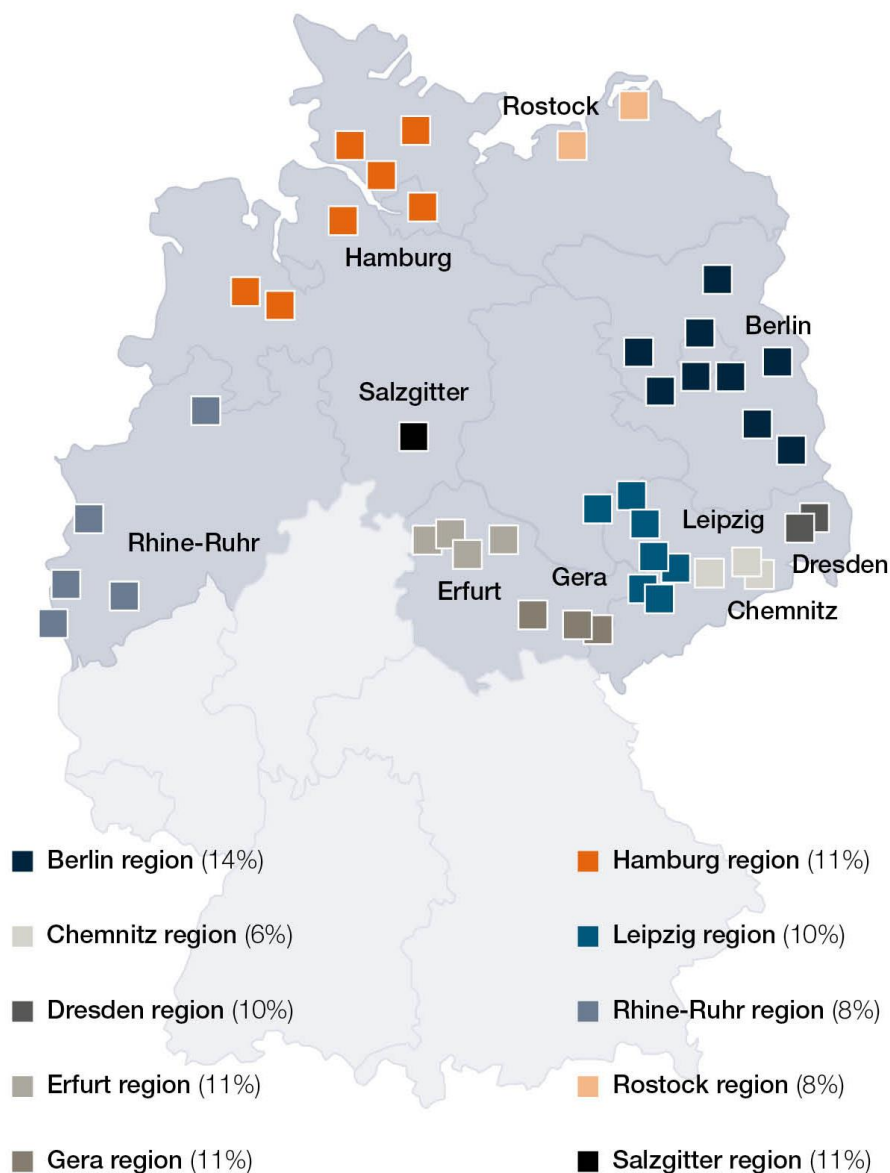 Rostock
Hamburg
Berlin
Salzgitter
Rhine-Ruhr
Leipzig
Dresden
Erfurt
Gera
Chemnitz
Berlin region (14%)
Hamburg region (11%)
Chemnitz region (6%)
Leipzig region (10%)
Dresden region (10%)
Rhine-Ruhr region (8%)
Erfurt region (11%)
Rostock region (8%)
Gera region (11%)
Salzgitter region (11%)